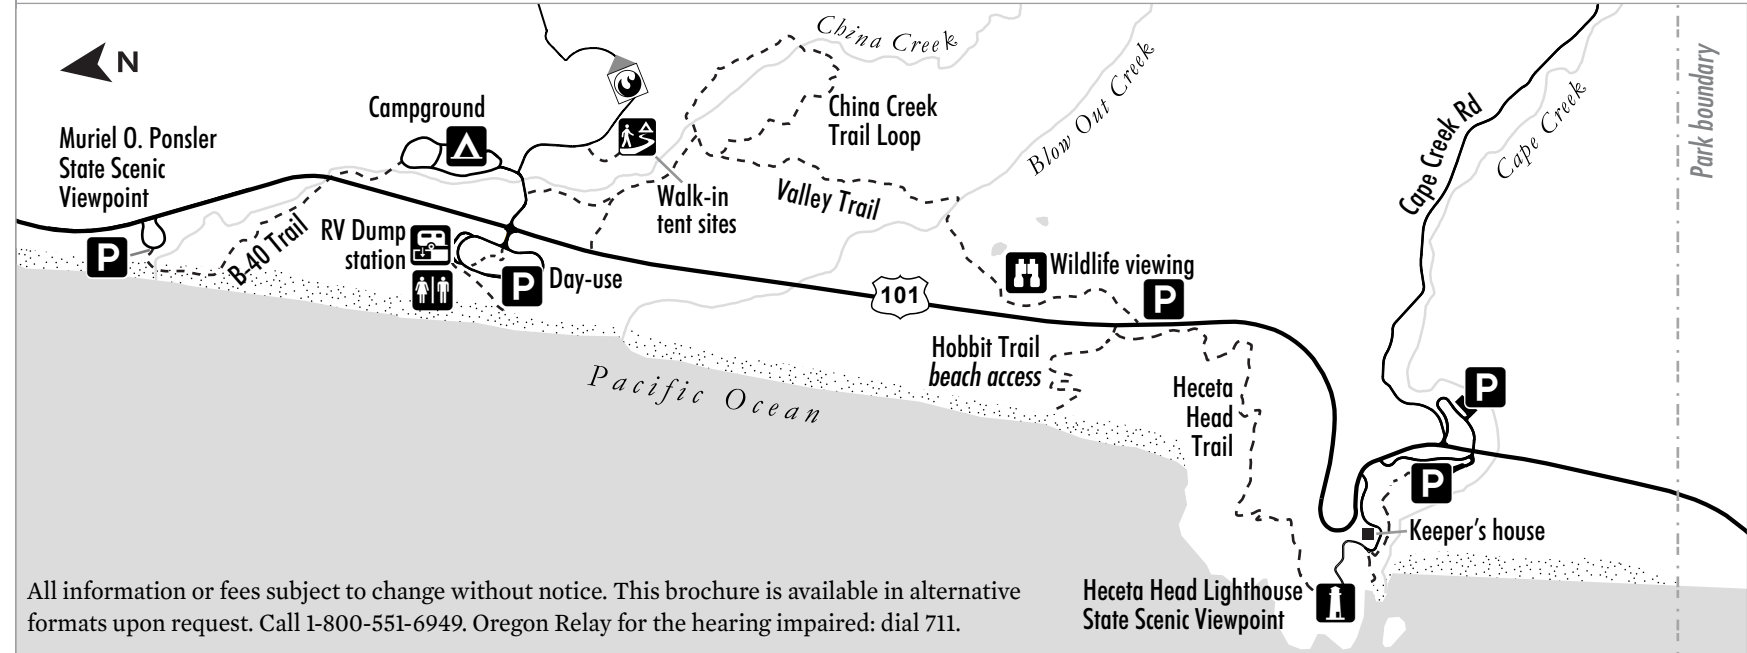 China Creek
N
Campground
Muriel O. Ponsler
State Scenic
Viewpoint
China Creek
Trail Loop
Blow Out Creek
Cape Creek Rd
Cape Creek
Park boundary
Walk-in
tent sites
Valley Trail
B-40 Trail
RV Dump
station
P
P
Day-use
101
Wildlife viewing
P
Hobbit Trail
beach access
Pacific Ocean
Heceta
Head
Trail
P
P
Keeper's house
Heceta Head Lighthouse
State Scenic Viewpoint
All information or fees subject to change without notice. This brochure is available in alternative
formats upon request. Call 1-800-551-6949. Oregon Relay for the hearing impaired: dial 711.